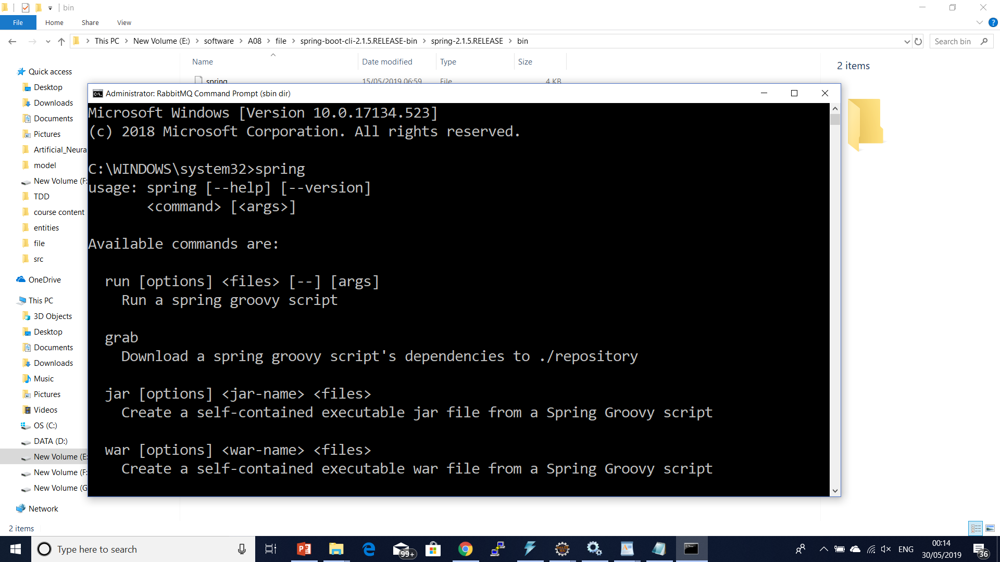 bin
File Home Share View
This PC New Volume (E:) software A08 file spring-boot-cli-2.1.5.RELEASE-bin spring-2.1.5.RELEASE bin
Search bin
Name Date modified Type Size
2 items
spring 15/05/2019 06:59 File 4 KB
Quick access
Desktop
Downloads
Documents
Pictures
Artificial_Neura
model
New Volume (F:
TDD
course content
entities
file
src
OneDrive
This PC
3D Objects
Desktop
Documents
Downloads
Music
Pictures
Videos
OS (C:)
DATA (D:)
New Volume (E:
New Volume (F:
New Volume (G
Network
2 items
Administrator: RabbitMQ Command Prompt (sbin dir)
Microsoft Windows [Version 10.0.17134.523]
(c) 2018 Microsoft Corporation. All rights reserved.
C:\WINDOWS\system32>spring
usage: spring [--help] [--version]
<command> [<args>]
Available commands are:
run [options] <files> [--] [args]
Run a spring groovy script
grab
Download a spring groovy script's dependencies to ./repository
jar [options] <jar-name> <files>
Create a self-contained executable jar file from a Spring Groovy script
war [options] <war-name> <files>
Create a self-contained executable war file from a Spring Groovy script
Type here to search
99+
ENG
00:14
30/05/2019
36